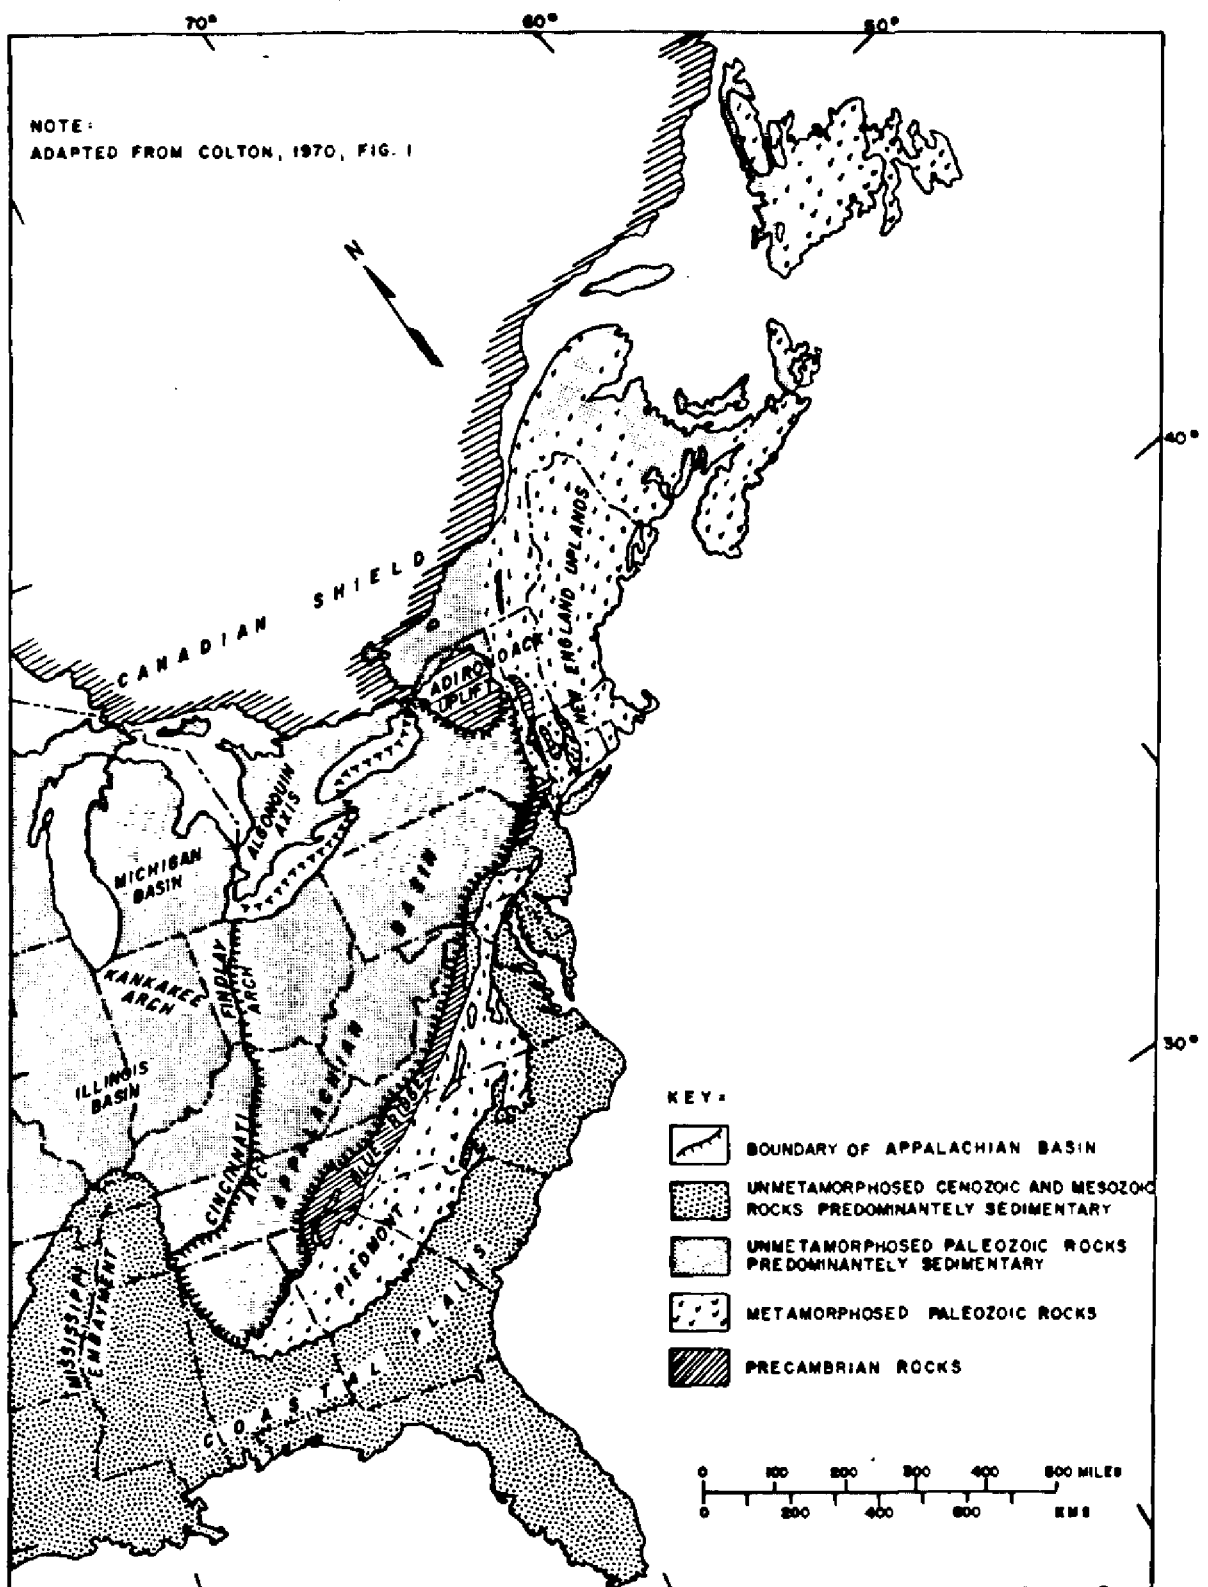 70°
60°
50°
NOTE:
ADAPTED FROM COLTON, 1970, FIG. 1
N
40°
CANADIAN SHIELD
NEW ENGLAND UPLANDS
ADIRONDACK
UPLIFT
ALGONQUIN
AXIS
MICHIGAN
BASIN
BASIN
KANKAKEE
ARCH
FINDLAY
ARCH
30°
ILLINOIS
BASIN
APPALACHIAN
BLUE RIDGE
CINCINNATI
ARCH
PIEDMONT
MISSISSIPPI
EMBAYMENT
COASTAL PLAINS
KEY:
BOUNDARY OF APPALACHIAN BASIN
UNMETAMORPHOSED CENOZOIC AND MESOZOIC
ROCKS PREDOMINANTELY SEDIMENTARY
UNMETAMORPHOSED PALEOZOIC ROCKS
PREDOMINANTELY SEDIMENTARY
METAMORPHOSED PALEOZOIC ROCKS
PRECAMBRIAN ROCKS
0 100 200 300 400 500 MILES
0 200 400 600 KMS